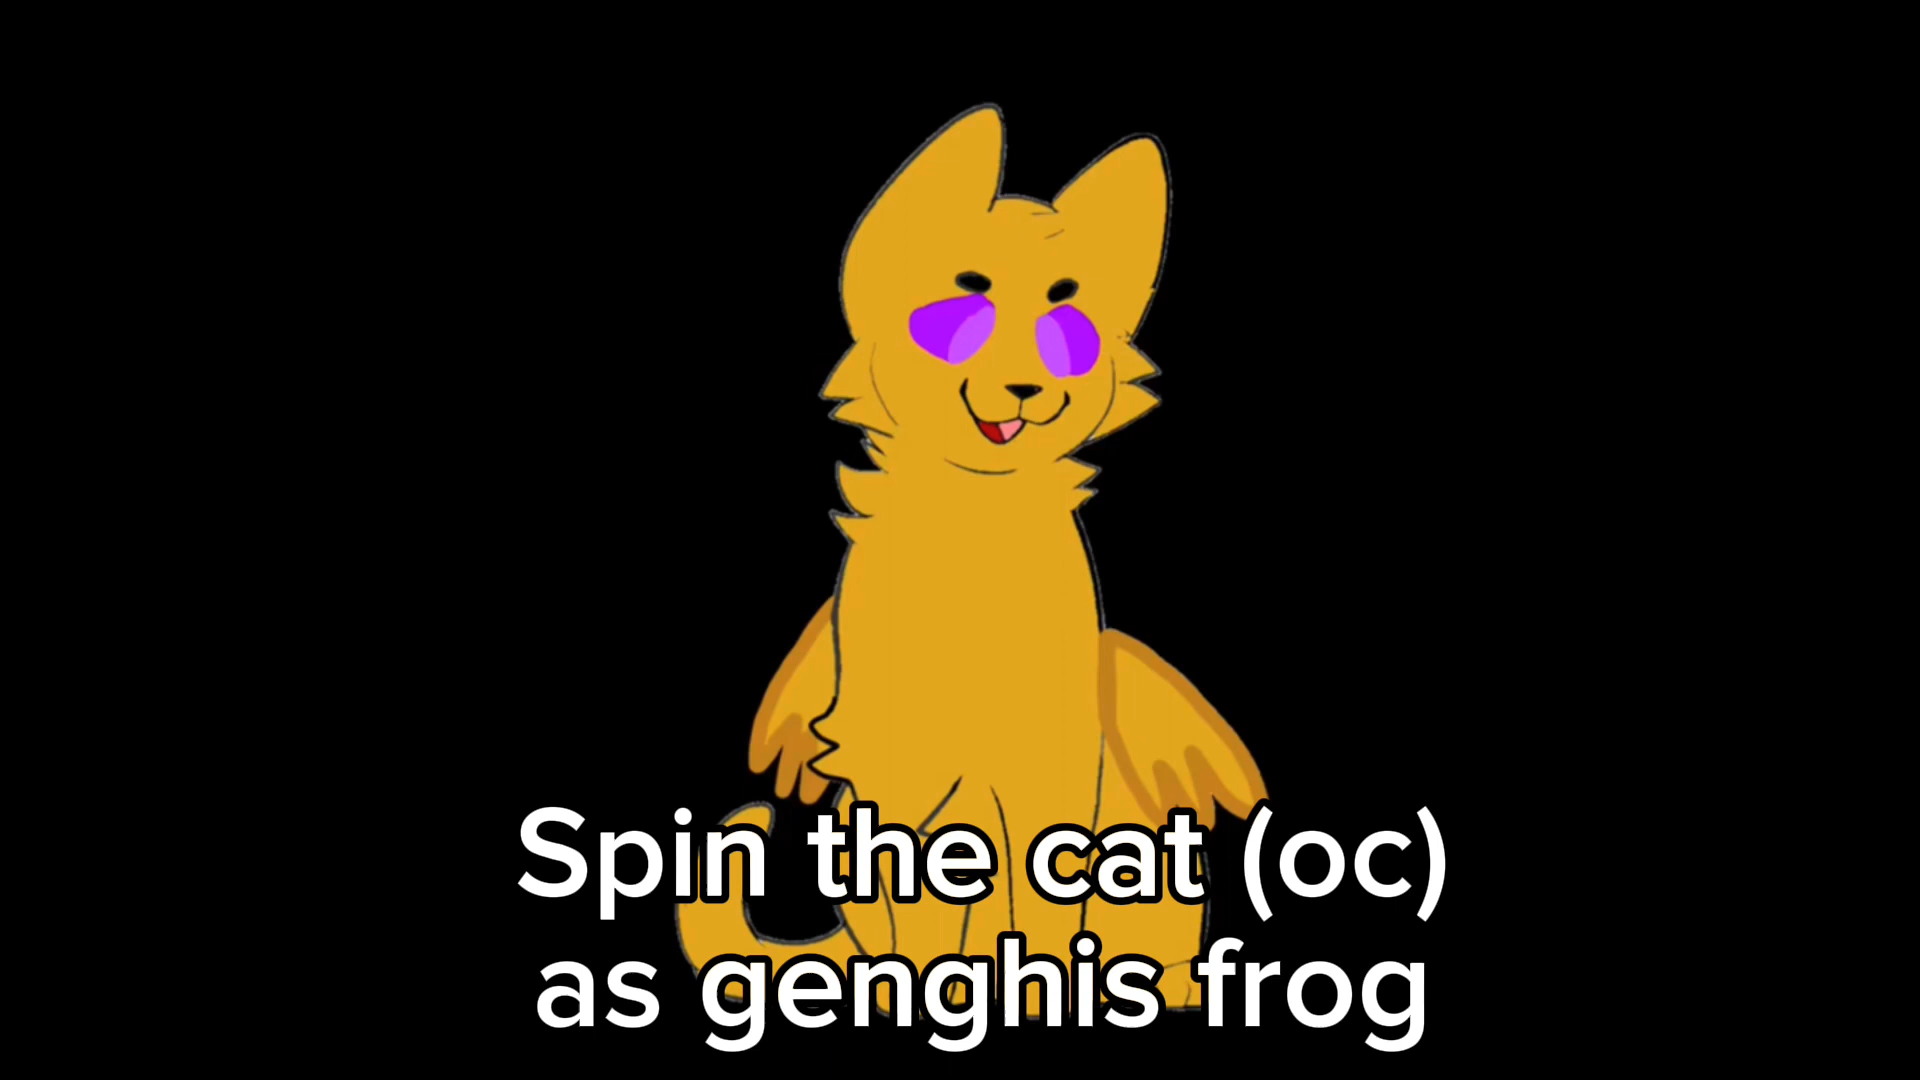 Spin the cat (oc)
as genghis frog